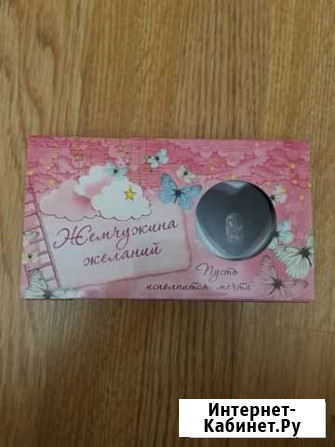 Жемчужина
желаний
Пусть
исполнится мечта
Интернет-
Кабинет.Ру